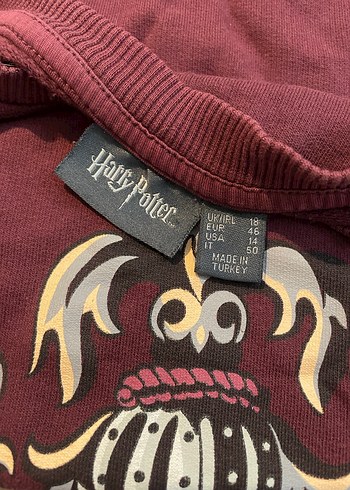 Harry Potter
UK/IRL 18
EUR 46
USA 14
IT 50
MADE IN
TURKEY